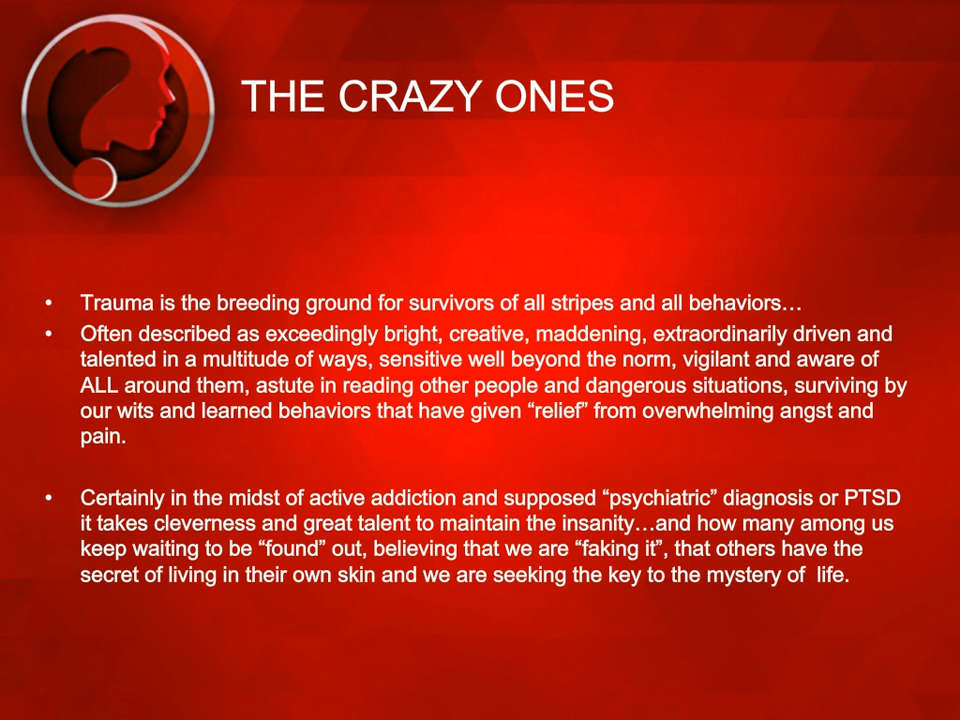 THE CRAZY ONES
• Trauma is the breeding ground for survivors of all stripes and all behaviors…
• Often described as exceedingly bright, creative, maddening, extraordinarily driven and
talented in a multitude of ways, sensitive well beyond the norm, vigilant and aware of
ALL around them, astute in reading other people and dangerous situations, surviving by
our wits and learned behaviors that have given “relief” from overwhelming angst and
pain.
• Certainly in the midst of active addiction and supposed “psychiatric” diagnosis or PTSD
it takes cleverness and great talent to maintain the insanity…and how many among us
keep waiting to be “found” out, believing that we are “faking it”, that others have the
secret of living in their own skin and we are seeking the key to the mystery of  life.